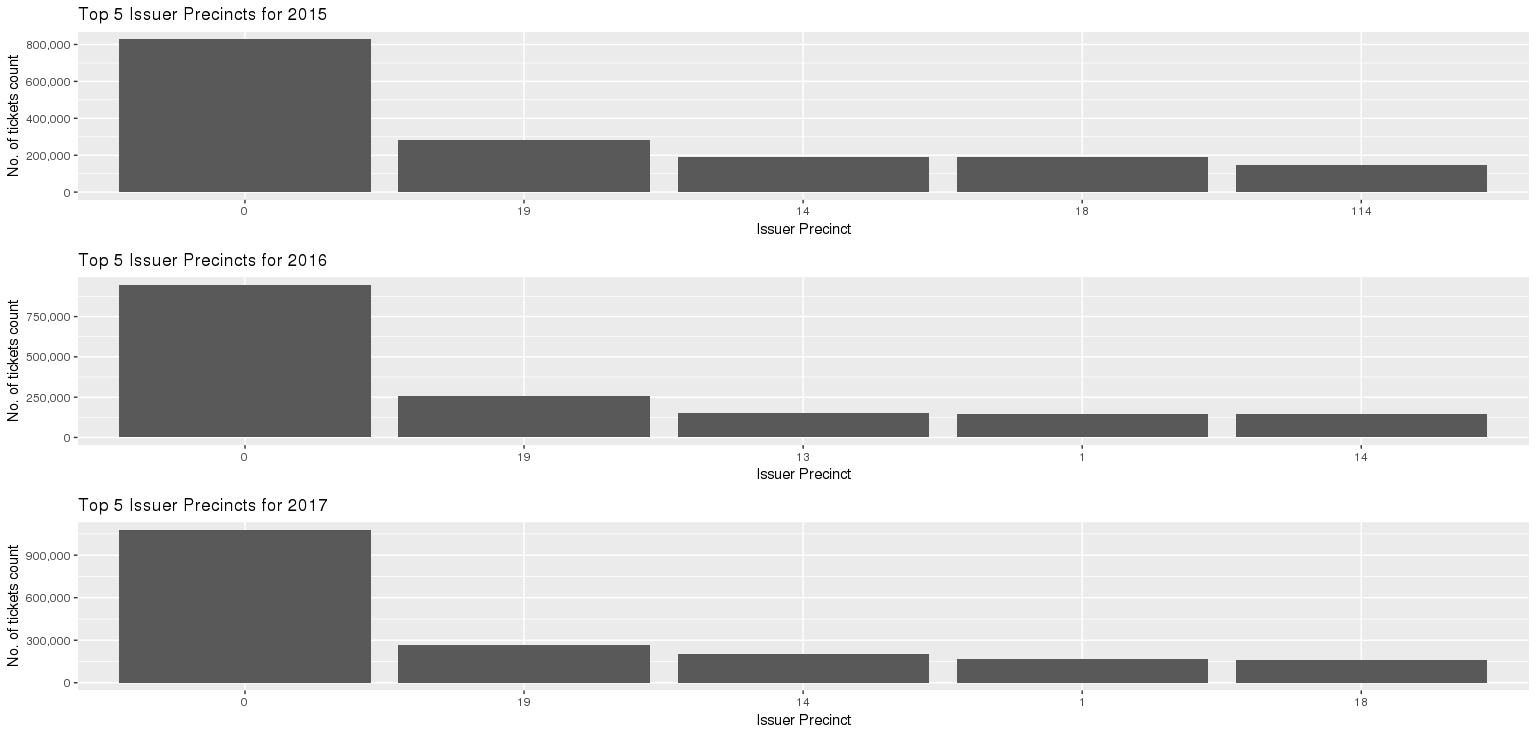 Top 5 Issuer Precincts for 2015
No. of tickets count
800,000
600,000
400,000
200,000
0
0 19 14 18 114
Issuer Precinct
Top 5 Issuer Precincts for 2016
No. of tickets count
750,000
500,000
250,000
0
0 19 13 1 14
Issuer Precinct
Top 5 Issuer Precincts for 2017
No. of tickets count
900,000
600,000
300,000
0
0 19 14 1 18
Issuer Precinct